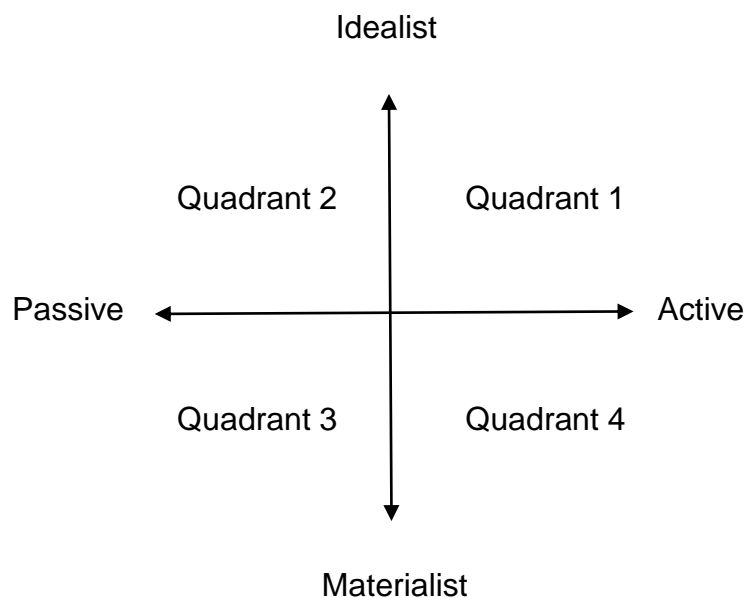 Idealist
Quadrant 2 Quadrant 1
Passive Active
Quadrant 3 Quadrant 4
Materialist